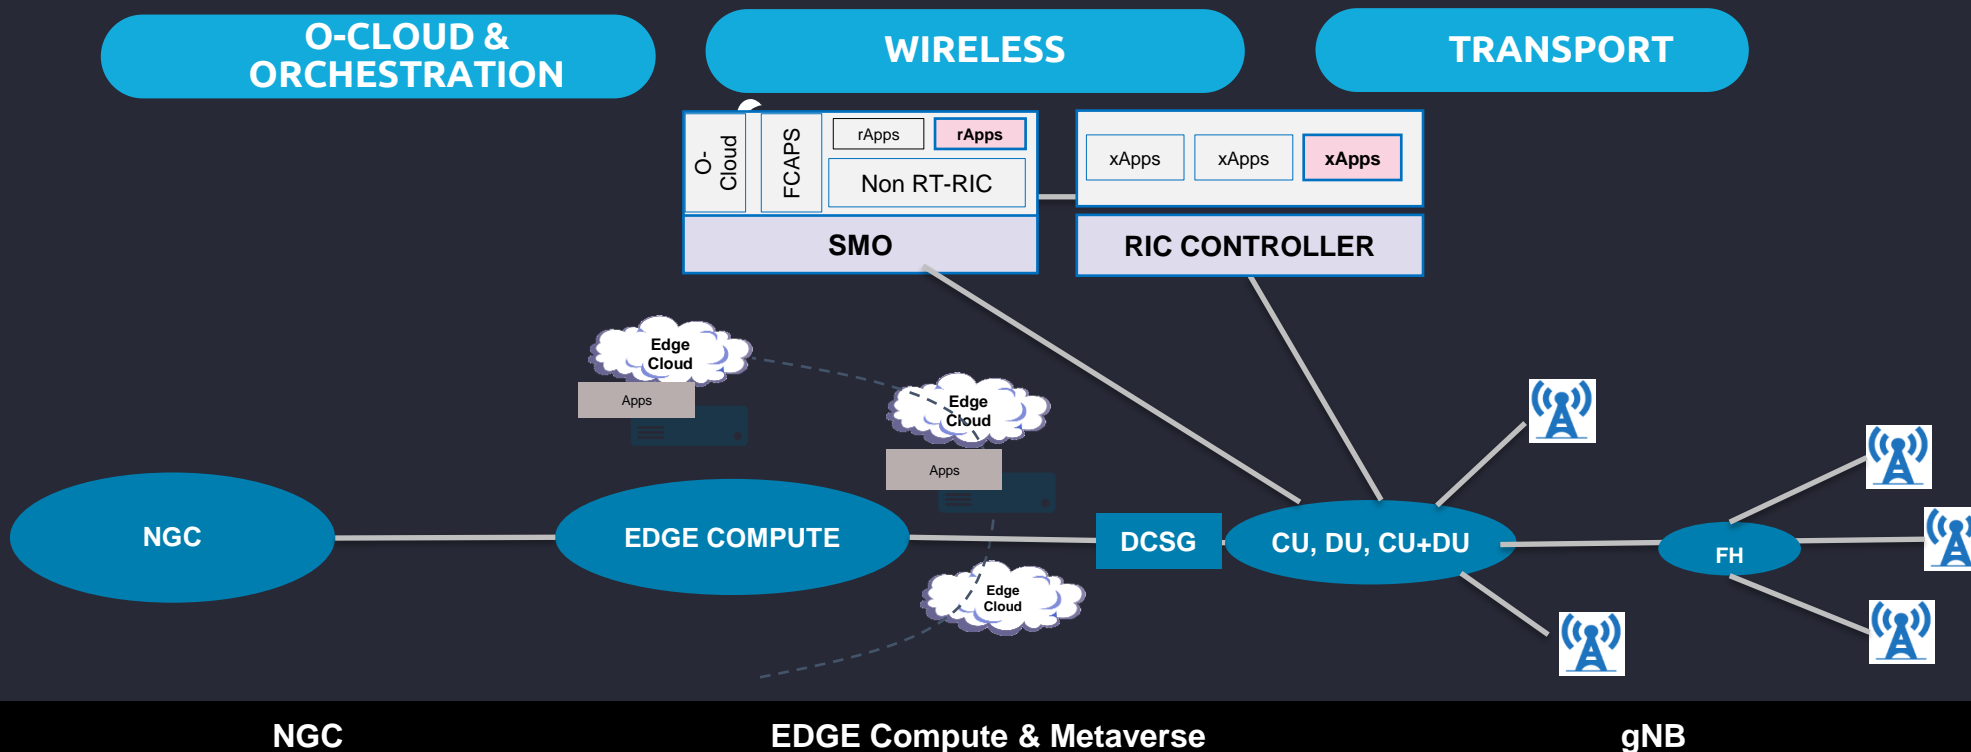 O-CLOUD &
ORCHESTRATION
WIRELESS
TRANSPORT
O-
Cloud
FCAPS
rApps
rApps
Non RT-RIC
SMO
xApps
xApps
xApps
RIC CONTROLLER
Edge
Cloud
Apps
Edge
Cloud
Apps
NGC
EDGE COMPUTE
DCSG
CU, DU, CU+DU
FH
Edge
Cloud
NGC
EDGE Compute & Metaverse
gNB